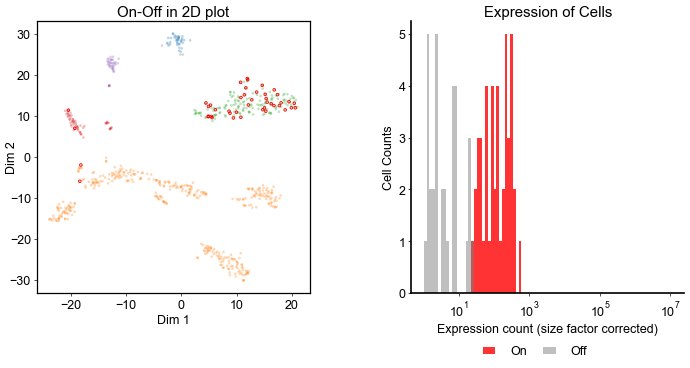 On-Off in 2D plot
Dim 2
30
20
10
0
−10
−20
−30
−20
−10
0
10
20
Dim 1
Expression of Cells
Cell Counts
5
4
3
2
1
0
10^1
10^3
10^5
10^7
Expression count (size factor corrected)
On
Off